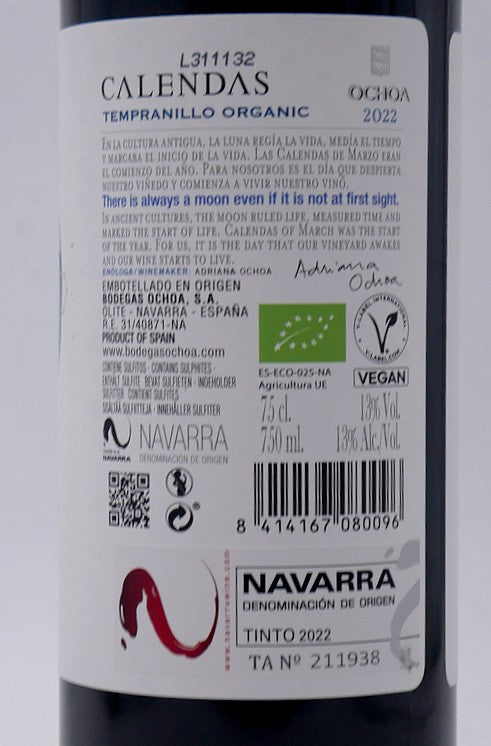 L311132
CALENDAS
TEMPRANILLO ORGANIC
OCHOA
2022
EN LA CULTURA ANTIGUA, LA LUNA REGÍA LA VIDA, MEDÍA EL TIEMPO
Y MARCABA EL INICIO DE LA VIDA. LAS CALENDAS DE MARZO ERAN
EL COMIENZO DEL AÑO. PARA NOSOTROS ES EL DÍA QUE DESPIERTA
NUESTRO VIÑEDO Y COMIENZA A VIVIR NUESTRO VINO.
There is always a moon even if it is not at first sight.
IN ANCIENT CULTURES, THE MOON RULED LIFE, MEASURED TIME AND
MARKED THE START OF LIFE. CALENDAS OF MARCH WAS THE START
OF THE YEAR. FOR US, IT IS THE DAY THAT OUR VINEYARD AWAKES
AND OUR WINE STARTS TO LIVE.
ENÓLOGA/WINEMAKER: ADRIANA OCHOA
Adriana
Ochoa
EMBOTELLADO EN ORIGEN
BODEGAS OCHOA, S.A.
OLITE - NAVARRA - ESPAÑA
R.E. 31/40871-NA
PRODUCT OF SPAIN
www.bodegasochoa.com
CONTIENE SULFITOS · CONTAINS SULPHITES ·
ENTHÄLT SULFITE · BEVAT SULFIETEN · INDEHOLDER
SULFITTER · CONTIENT SULFITES
SISÄLTÄÄ SULFIITTEJA · INNEHÅLLER SULFITER
V-LABEL INTERNATIONAL
V-LABEL.COM
VEGAN
ES-ECO-025-NA
Agricultura UE
75 cl. 13% Vol.
750 ml. 13% Alc./Vol.
NAVARRA
NAVARRA
DENOMINACIÓN DE ORIGEN
8 414167 080096
www.navarrawine.com
NAVARRA
DENOMINACIÓN DE ORIGEN
TINTO 2022
TA Nº 211938